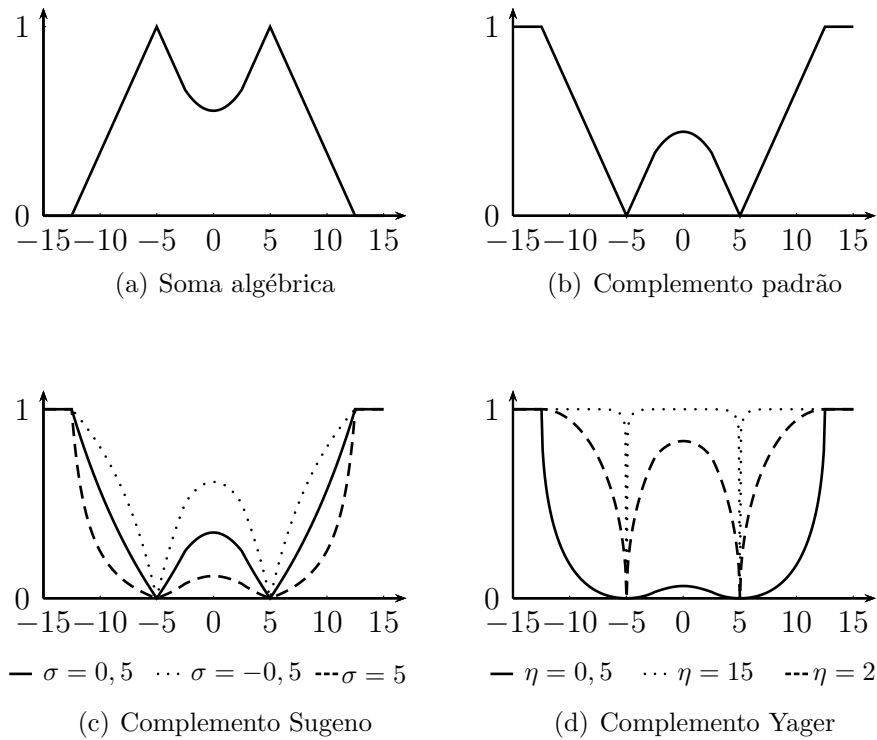 1
0
−15 −10 −5 0 5 10 15
(a) Soma algébrica
1
0
−15 −10 −5 0 5 10 15
(b) Complemento padrão
1
0
−15 −10 −5 0 5 10 15
σ = 0,5 σ = −0,5 σ = 5
(c) Complemento Sugeno
1
0
−15 −10 −5 0 5 10 15
η = 0,5 η = 15 η = 2
(d) Complemento Yager